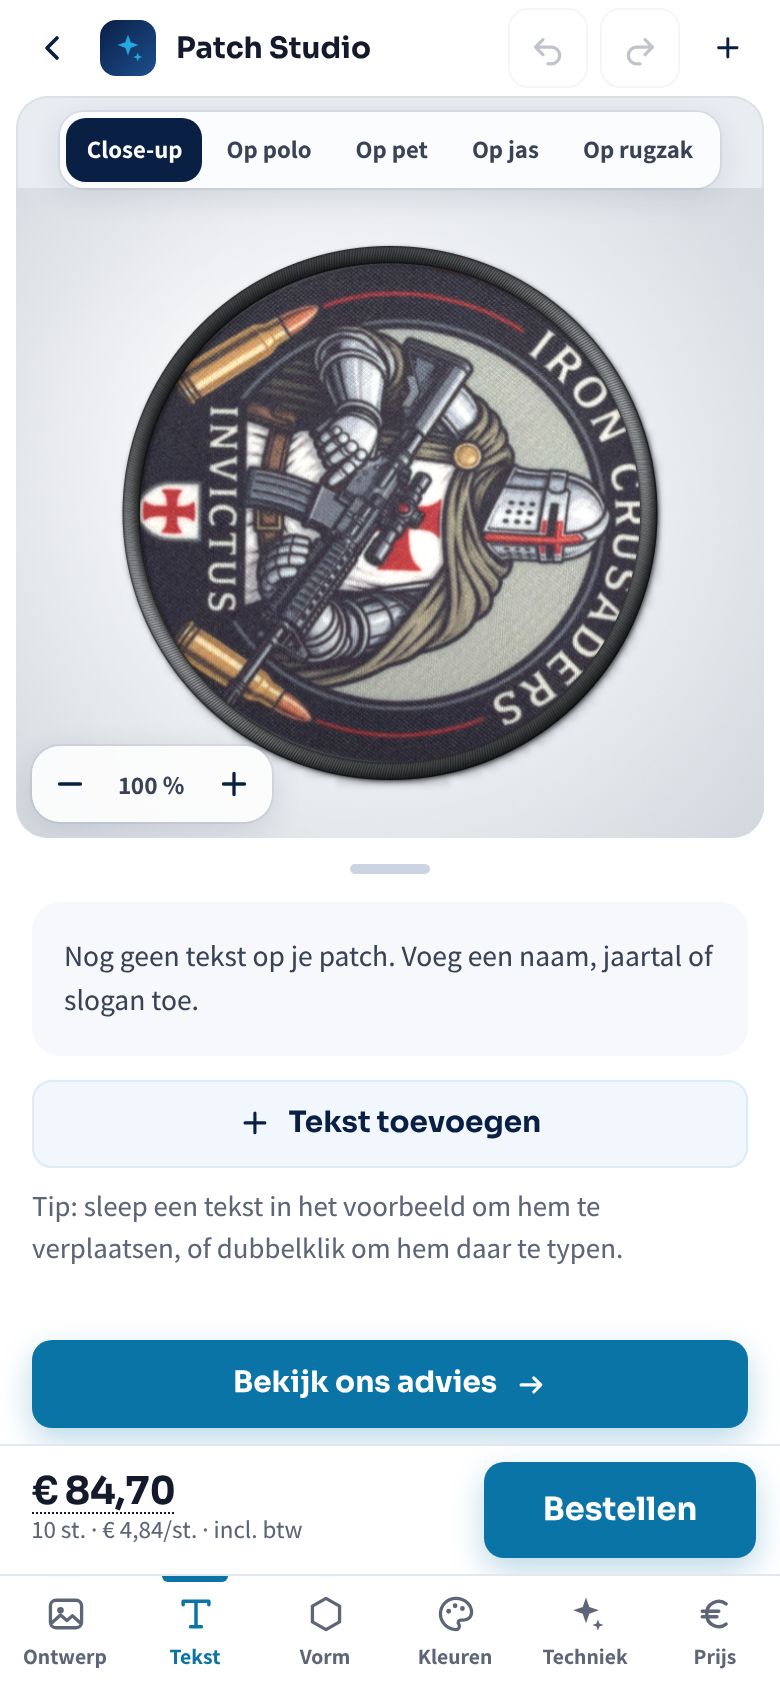 Patch Studio
Close-up Op polo Op pet Op jas Op rugzak
IRON CRUSADERS
INVICTUS
100 %
Nog geen tekst op je patch. Voeg een naam, jaartal of
slogan toe.
Tekst toevoegen
Tip: sleep een tekst in het voorbeeld om hem te
verplaatsen, of dubbelklik om hem daar te typen.
Bekijk ons advies →
€ 84,70
10 st. · € 4,84/st. · incl. btw
Bestellen
Ontwerp Tekst Vorm Kleuren Techniek Prijs